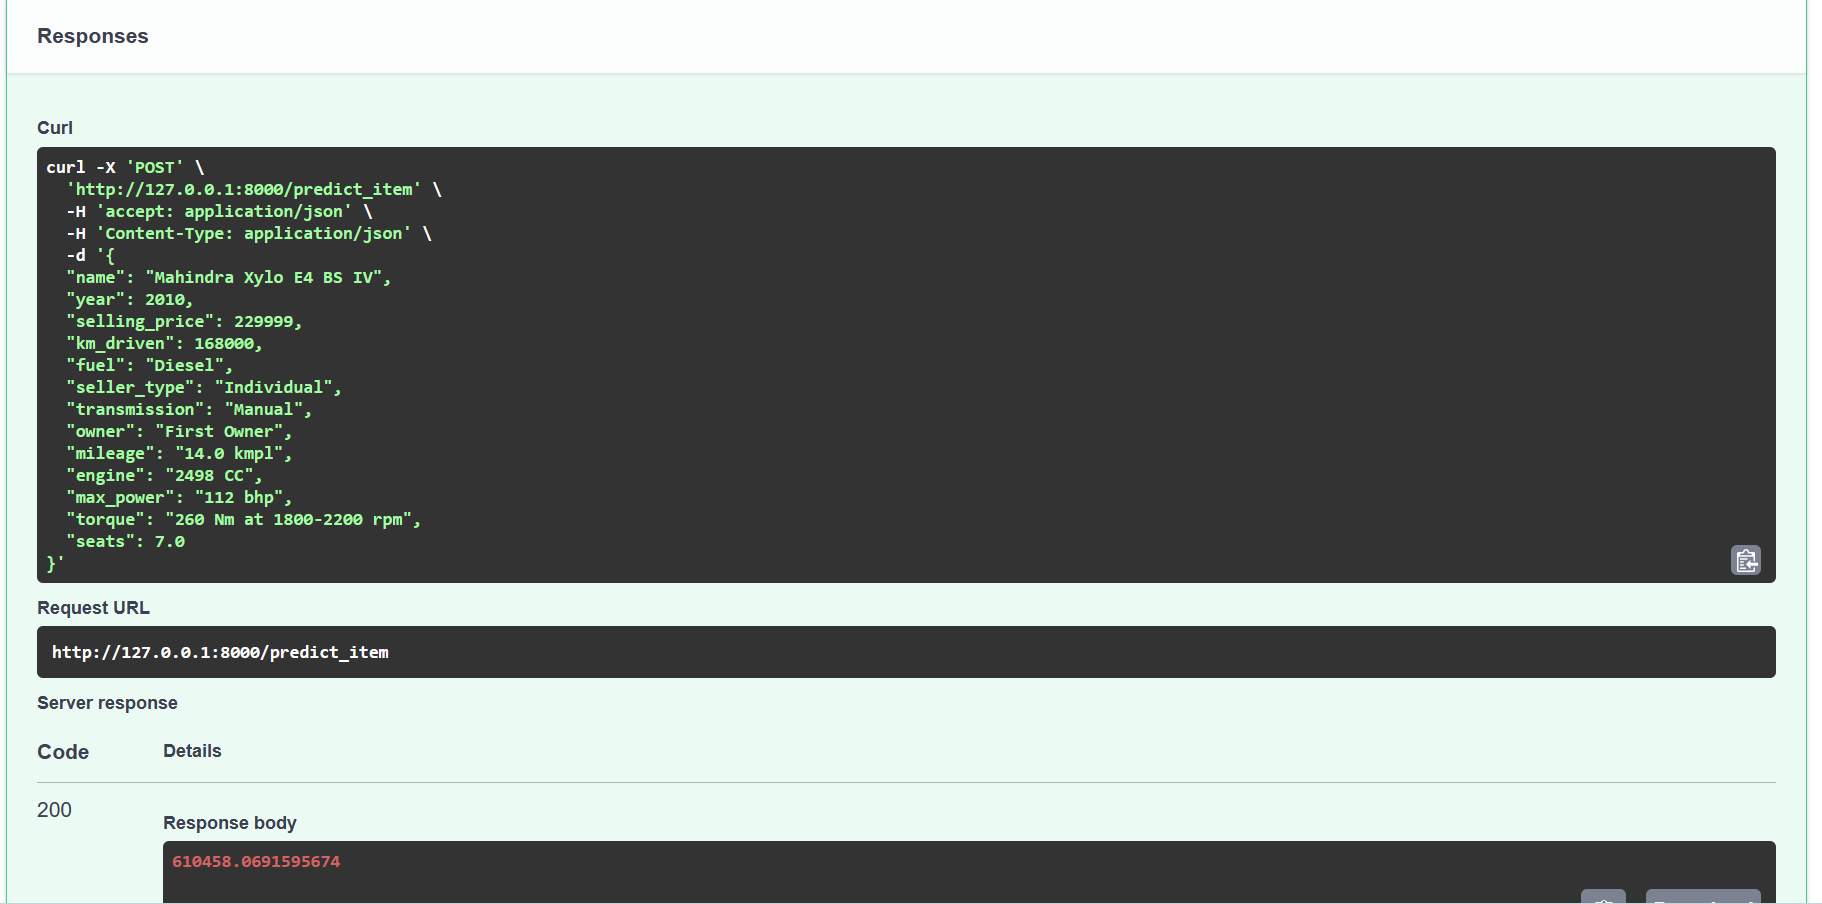 Responses
Curl
curl -X 'POST' \
  'http://127.0.0.1:8000/predict_item' \
  -H 'accept: application/json' \
  -H 'Content-Type: application/json' \
  -d '{
  "name": "Mahindra Xylo E4 BS IV",
  "year": 2010,
  "selling_price": 229999,
  "km_driven": 168000,
  "fuel": "Diesel",
  "seller_type": "Individual",
  "transmission": "Manual",
  "owner": "First Owner",
  "mileage": "14.0 kmpl",
  "engine": "2498 CC",
  "max_power": "112 bhp",
  "torque": "260 Nm at 1800-2200 rpm",
  "seats": 7.0
}'
Request URL
http://127.0.0.1:8000/predict_item
Server response
Code Details
200
Response body
610458.0691595674